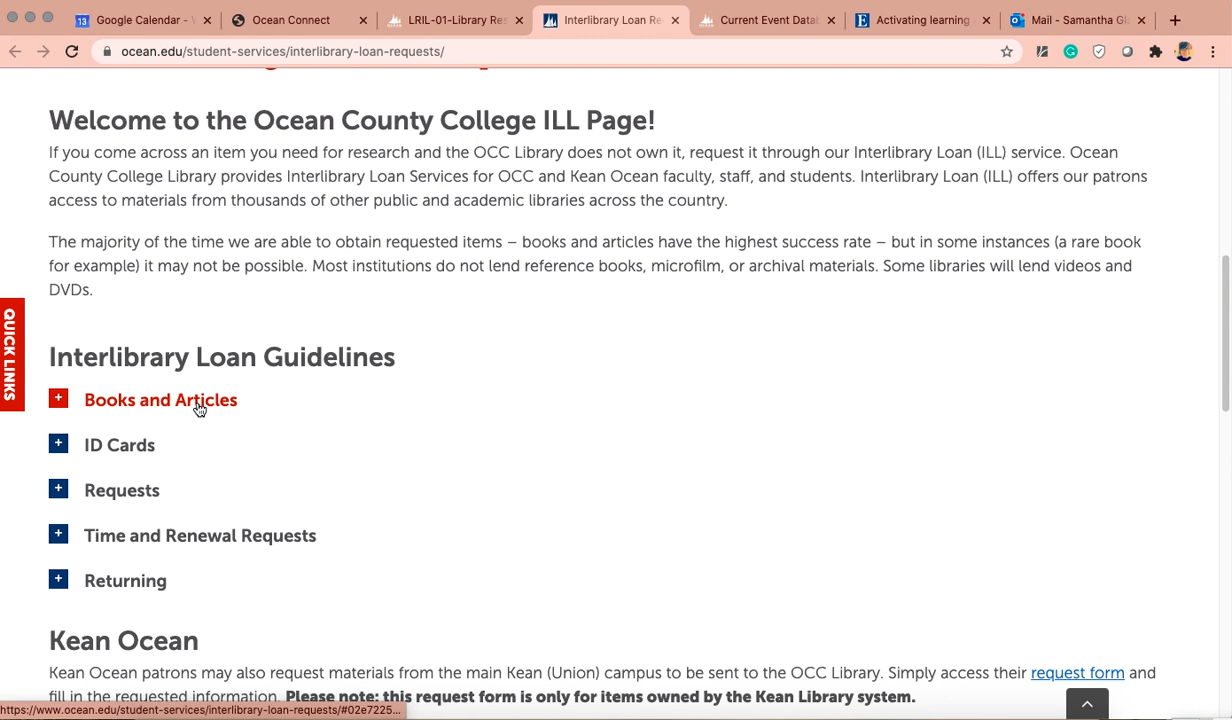 Google Calendar - W
Ocean Connect
LRIL-01-Library Res
Interlibrary Loan Re
Current Event Datab
Activating learning
Mail - Samantha Gl
ocean.edu/student-services/interlibrary-loan-requests/
Welcome to the Ocean County College ILL Page!
If you come across an item you need for research and the OCC Library does not own it, request it through our Interlibrary Loan (ILL) service. Ocean
County College Library provides Interlibrary Loan Services for OCC and Kean Ocean faculty, staff, and students. Interlibrary Loan (ILL) offers our patrons
access to materials from thousands of other public and academic libraries across the country.
The majority of the time we are able to obtain requested items – books and articles have the highest success rate – but in some instances (a rare book
for example) it may not be possible. Most institutions do not lend reference books, microfilm, or archival materials. Some libraries will lend videos and
DVDs.
QUICK LINKS
Interlibrary Loan Guidelines
Books and Articles
ID Cards
Requests
Time and Renewal Requests
Returning
Kean Ocean
Kean Ocean patrons may also request materials from the main Kean (Union) campus to be sent to the OCC Library. Simply access their request form and
fill in the requested information. Please note: this request form is only for items owned by the Kean Library system.
https://www.ocean.edu/student-services/interlibrary-loan-requests/#02e7225...